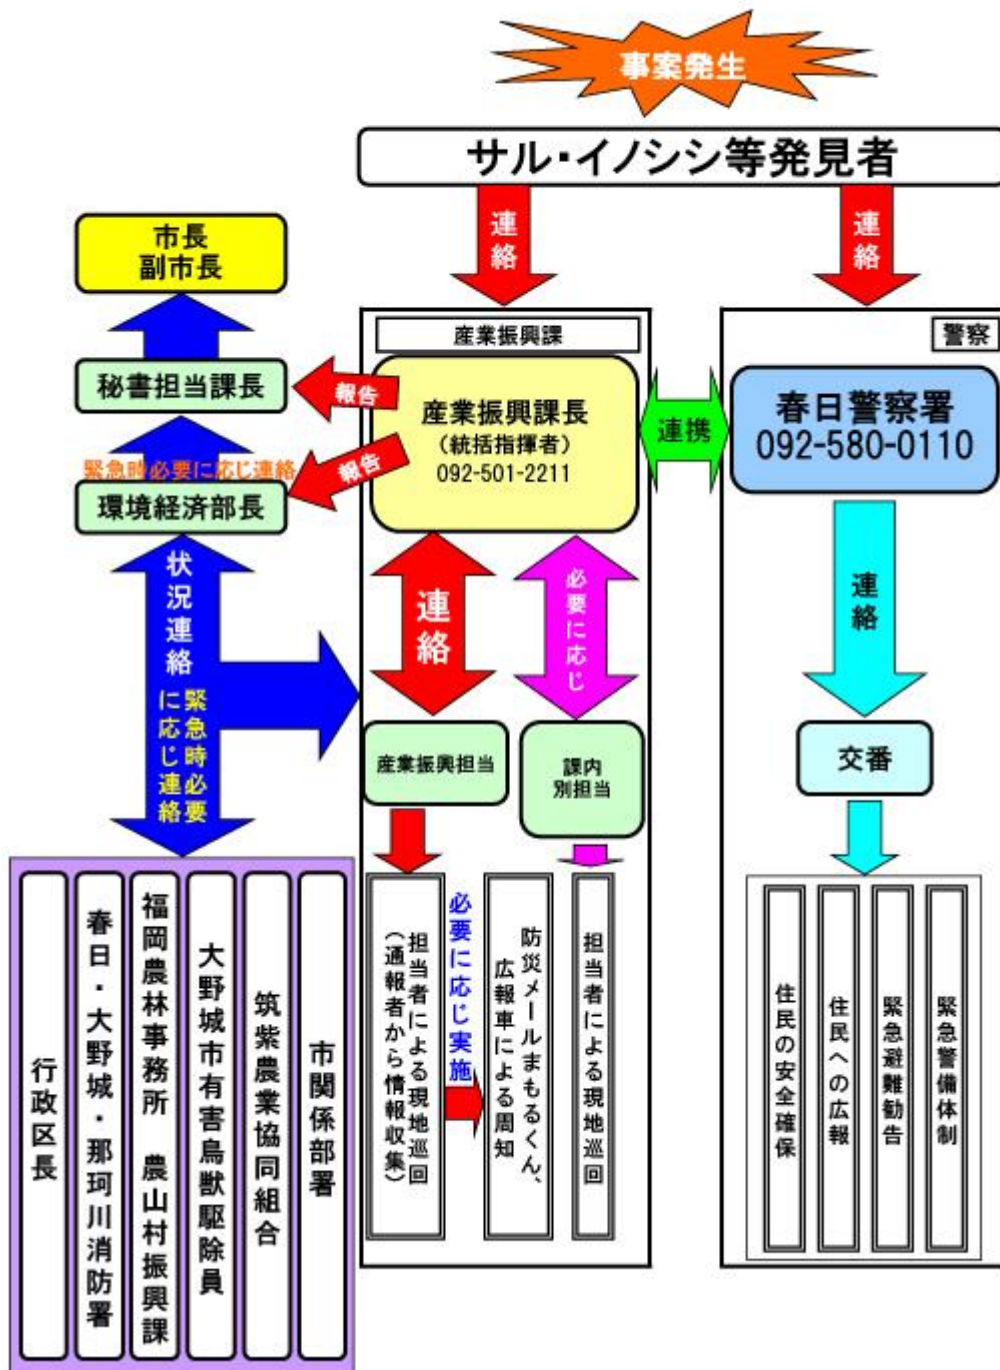 事案発生
サル・イノシシ等発見者
連絡
連絡
市長
副市長
産業振興課
警察
秘書担当課長
報告
産業振興課長
(統括指揮者)
092-501-2211
連携
春日警察署
092-580-0110
緊急時必要に応じ連絡
報告
環境経済部長
状況連絡
緊急時必要
に応じ連絡
連絡
必要に応じ
連絡
産業振興担当
課内
別担当
交番
行政区長
春日・大野城・那珂川消防署
福岡農林事務所 農山村振興課
大野城市有害鳥獣駆除員
筑紫農業協同組合
市関係部署
担当者による現地巡回
(通報者から情報収集)
必要に応じ実施
防災メールまもるくん、
広報車による周知
担当者による現地巡回
住民の安全確保
住民への広報
緊急避難勧告
緊急警備体制